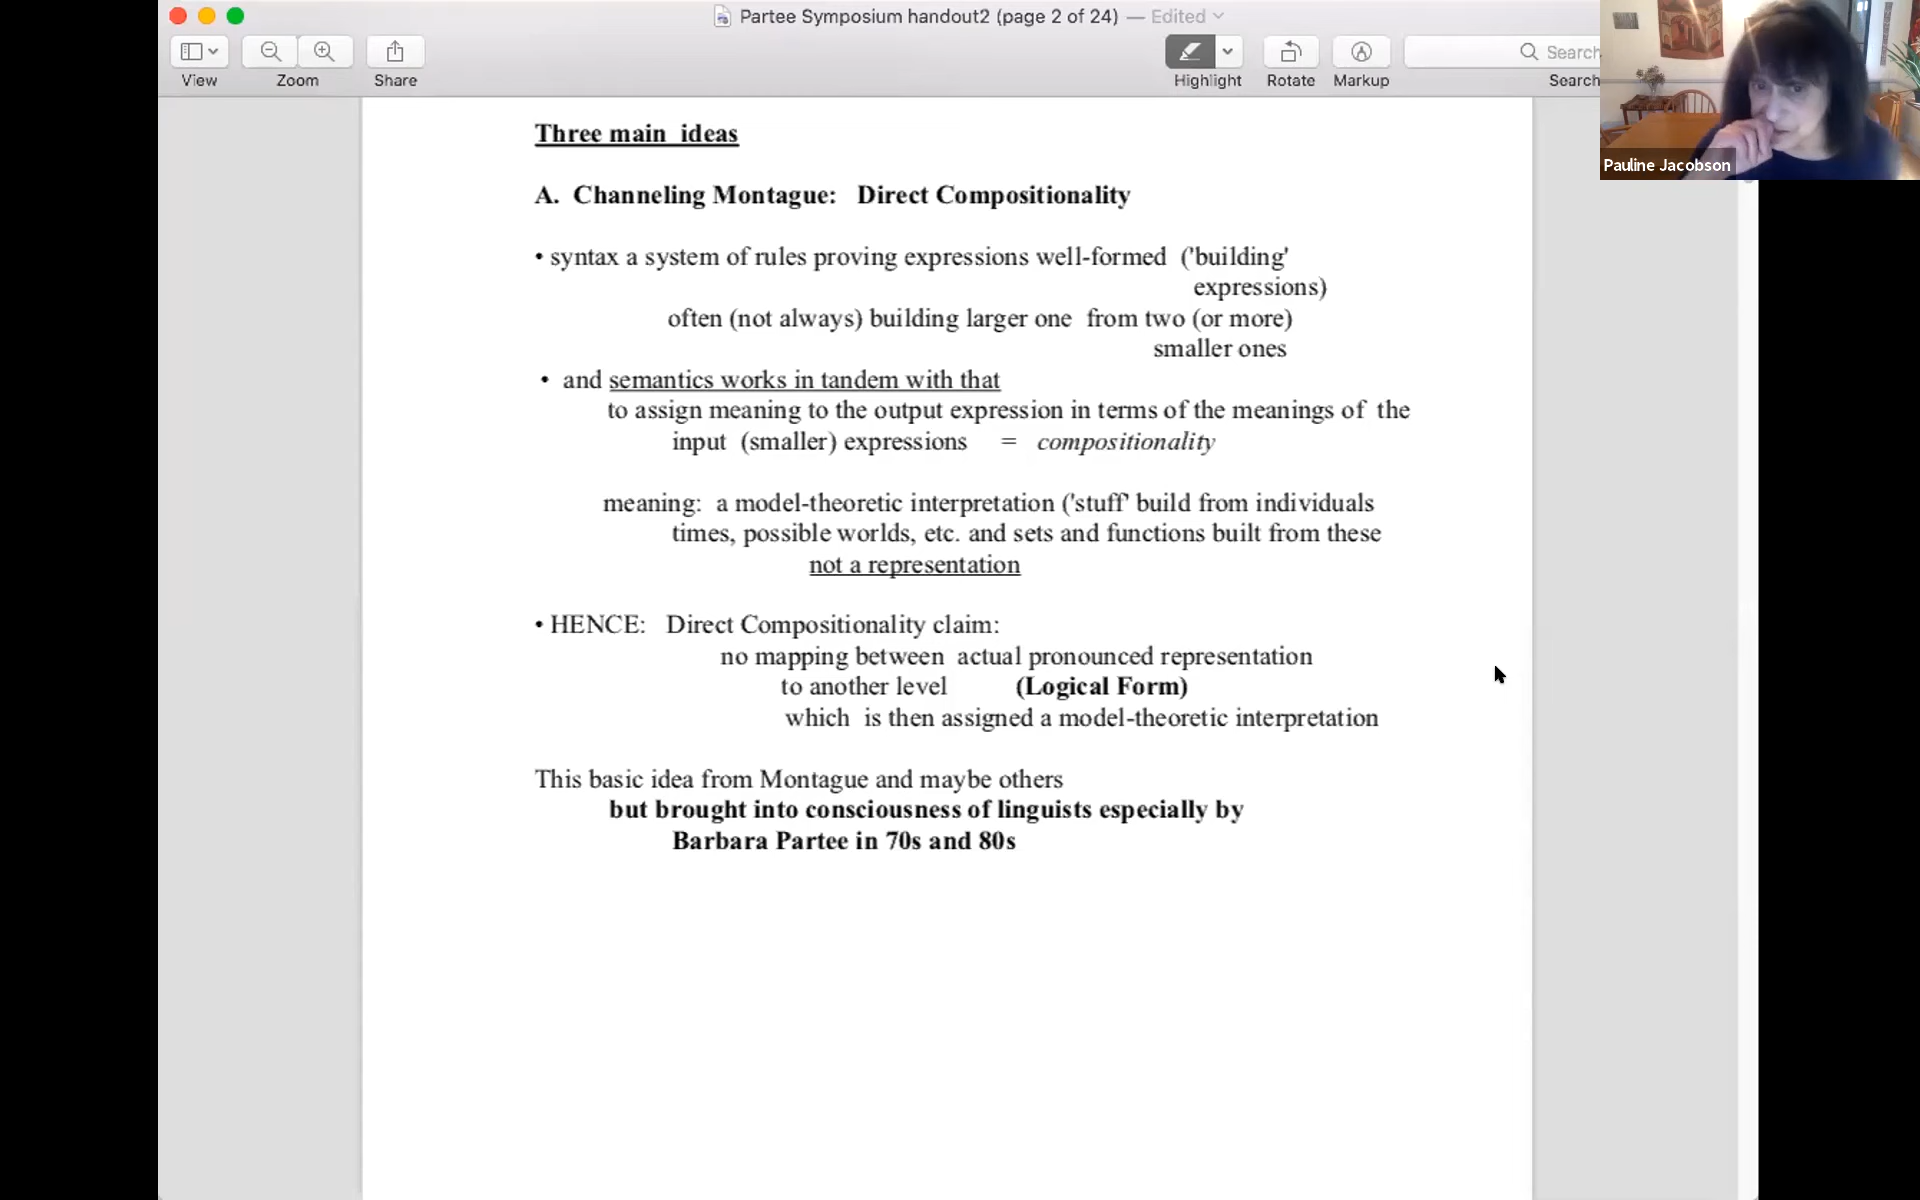 Partee Symposium handout2 (page 2 of 24) — Edited
View
Zoom
Share
Highlight
Rotate
Markup
Search
Search
Pauline Jacobson
Three main ideas
A. Channeling Montague: Direct Compositionality
• syntax a system of rules proving expressions well-formed ('building'
expressions)
often (not always) building larger one from two (or more)
smaller ones
• and semantics works in tandem with that
to assign meaning to the output expression in terms of the meanings of the
input (smaller) expressions = compositionality
meaning: a model-theoretic interpretation ('stuff' build from individuals
times, possible worlds, etc. and sets and functions built from these
not a representation
• HENCE: Direct Compositionality claim:
no mapping between actual pronounced representation
to another level (Logical Form)
which is then assigned a model-theoretic interpretation
This basic idea from Montague and maybe others
but brought into consciousness of linguists especially by
Barbara Partee in 70s and 80s